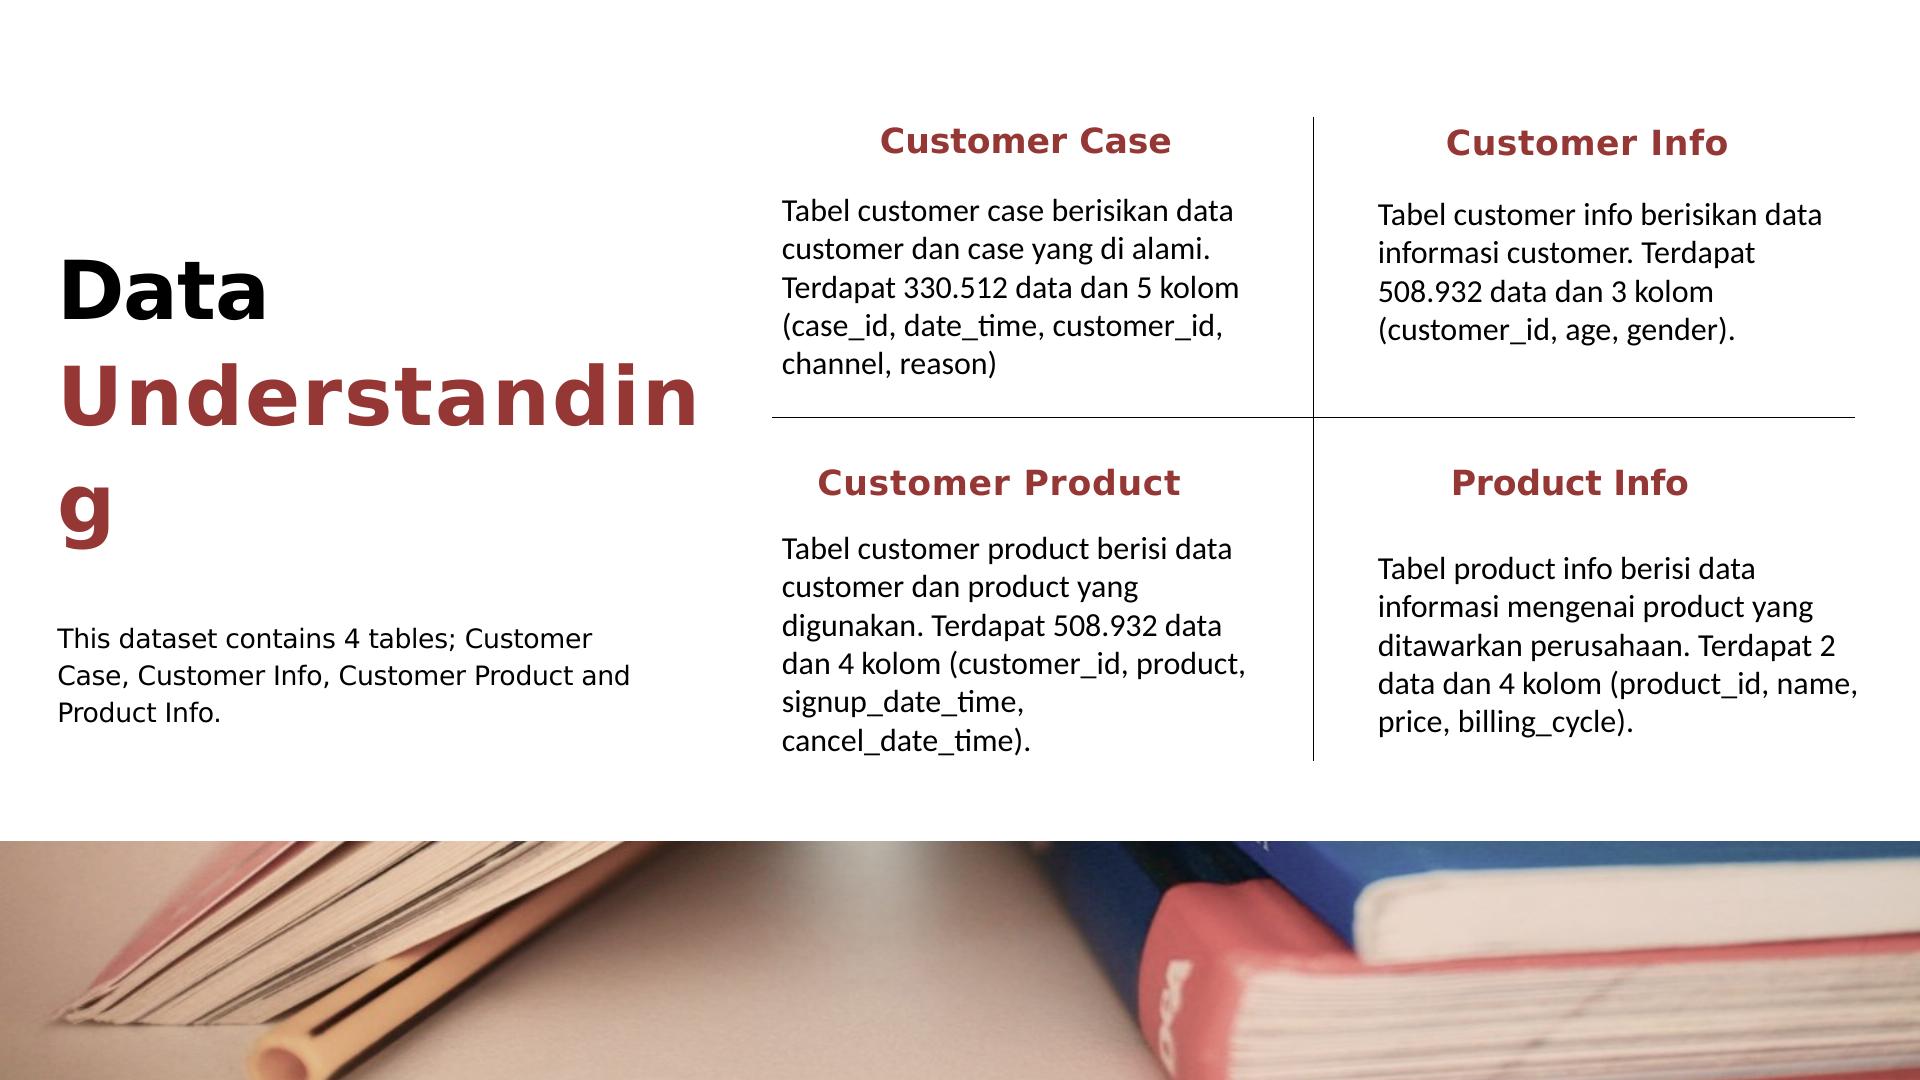 Data
Understandin
g
This dataset contains 4 tables; Customer
Case, Customer Info, Customer Product and
Product Info.
Customer Case
Tabel customer case berisikan data
customer dan case yang di alami.
Terdapat 330.512 data dan 5 kolom
(case_id, date_time, customer_id,
channel, reason)
Customer Info
Tabel customer info berisikan data
informasi customer. Terdapat
508.932 data dan 3 kolom
(customer_id, age, gender).
Customer Product
Tabel customer product berisi data
customer dan product yang
digunakan. Terdapat 508.932 data
dan 4 kolom (customer_id, product,
signup_date_time,
cancel_date_time).
Product Info
Tabel product info berisi data
informasi mengenai product yang
ditawarkan perusahaan. Terdapat 2
data dan 4 kolom (product_id, name,
price, billing_cycle).